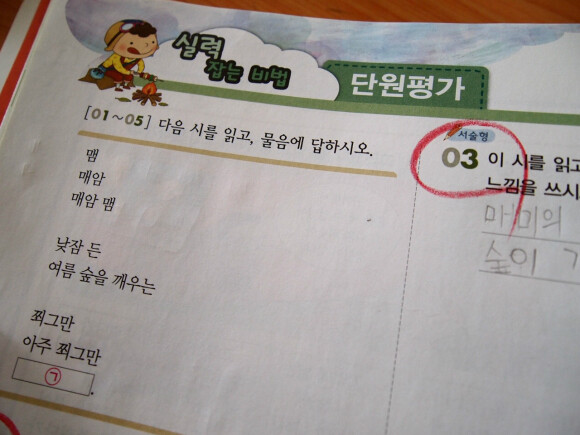 실력
잡는 비법
단원평가
[01~05] 다음 시를 읽고, 물음에 답하시오.
맴
매암
매암 맴
낮잠 든
여름 숲을 깨우는
쬐그만
아주 쬐그만
㉠.
서술형
03 이 시를 읽고
느낌을 쓰시
숲이